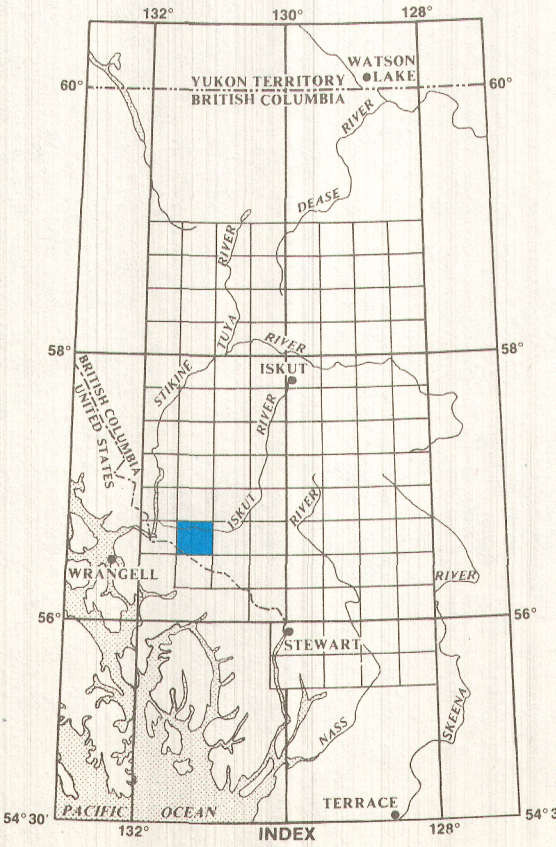 132° 130° 128°
WATSON
LAKE
60° YUKON TERRITORY 60°
BRITISH COLUMBIA
RIVER
DEASE
RIVER
TUYA
RIVER
58° 58°
ISKUT
STIKINE
BRITISH COLUMBIA
UNITED STATES
RIVER
ISKUT
RIVER
WRANGELL
RIVER
56° 56°
STEWART
SKEENA
NASS
TERRACE
PACIFIC OCEAN
54°30' 54°3
132° INDEX 128°